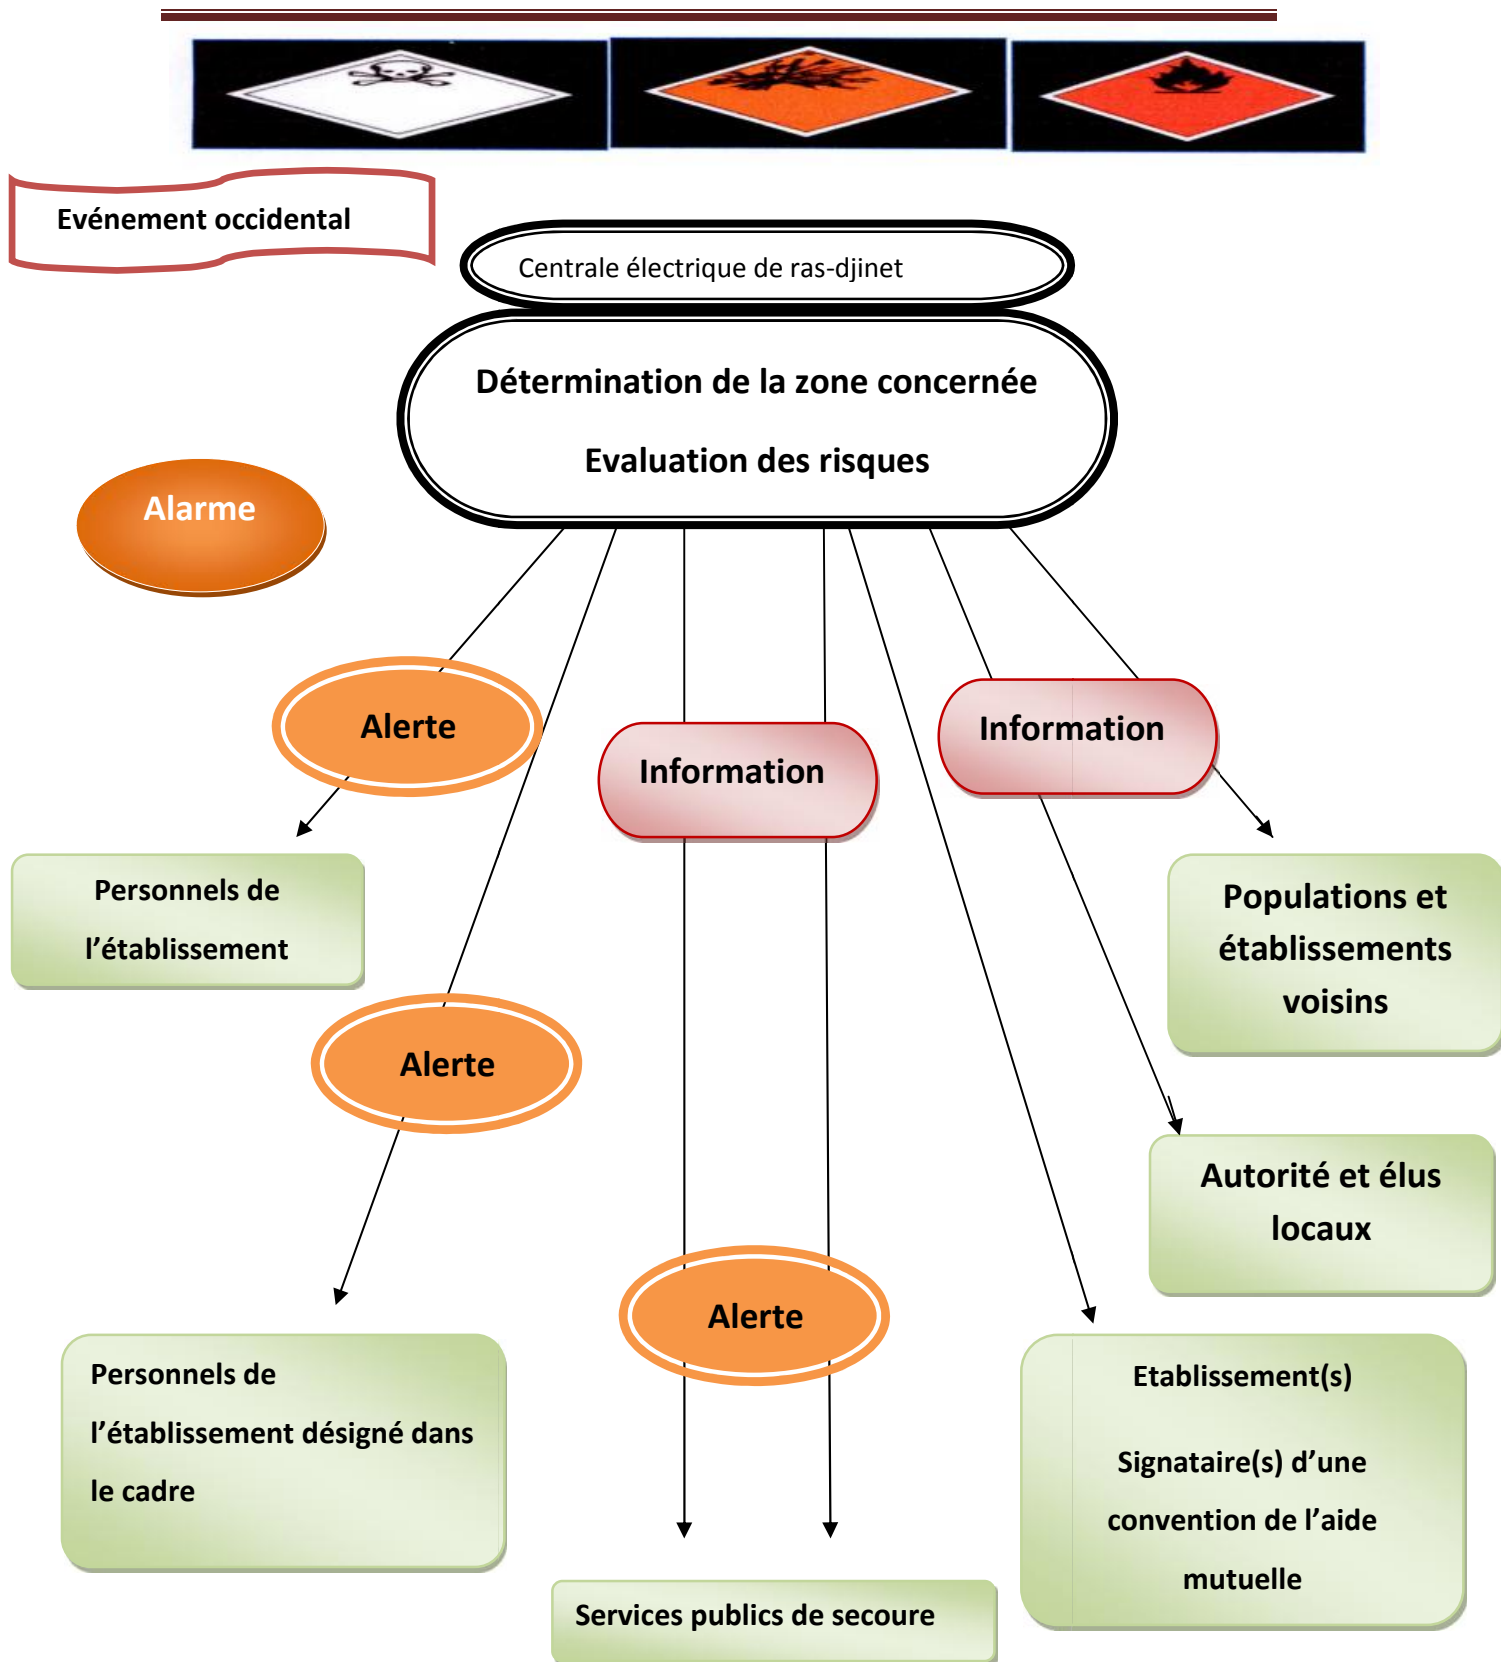 Evénement occidental
Centrale électrique de ras-djinet
Détermination de la zone concernée
Evaluation des risques
Alarme
Alerte
Information
Information
Personnels de
l’établissement
Populations et
établissements
voisins
Alerte
Autorité et élus
locaux
Alerte
Personnels de
l’établissement désigné dans
le cadre
Etablissement(s)
Signataire(s) d’une
convention de l’aide
mutuelle
Services publics de secoure